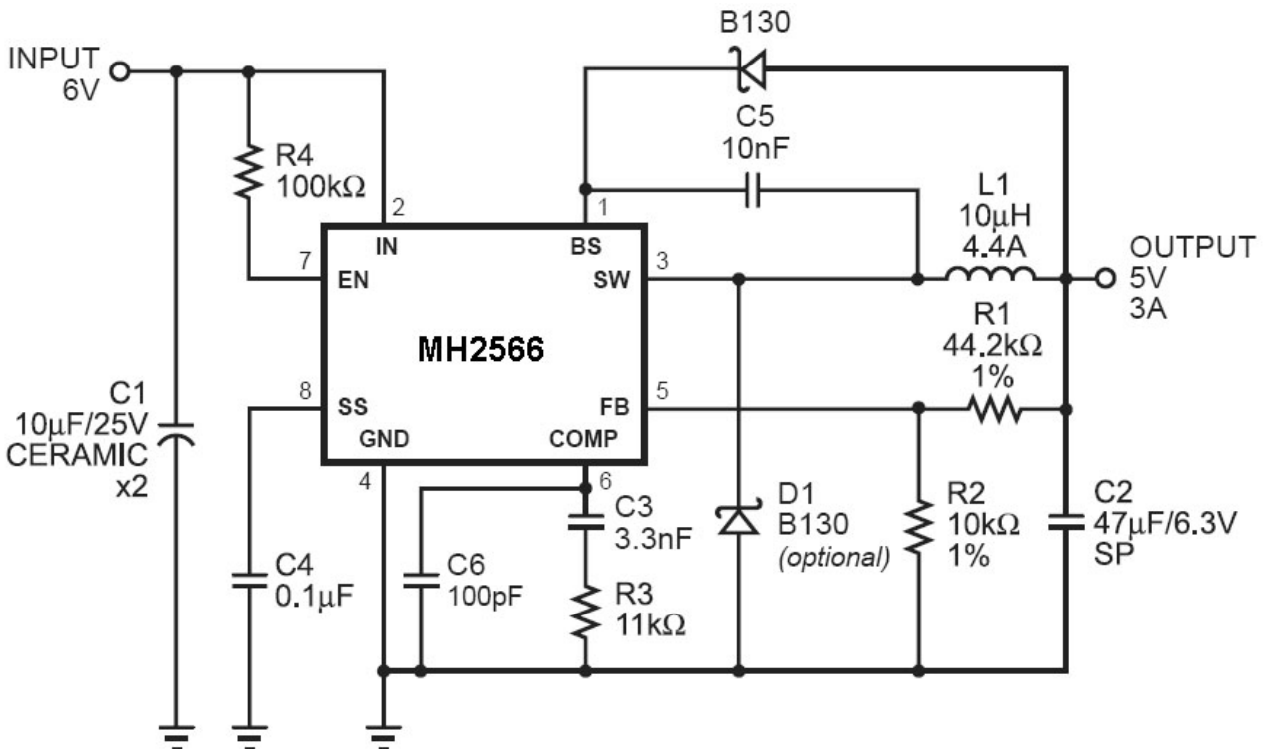 B130
INPUT
6V
C5
10nF
R4
100kΩ
L1
10µH
4.4A
2
1
IN
BS
OUTPUT
5V
3A
7
EN
SW
3
R1
44.2kΩ
1%
MH2566
C1
10µF/25V
CERAMIC
x2
8
SS
FB
5
GND
COMP
4
6
C3
3.3nF
D1
B130
(optional)
R2
10kΩ
1%
C2
47µF/6.3V
SP
C4
0.1µF
C6
100pF
R3
11kΩ